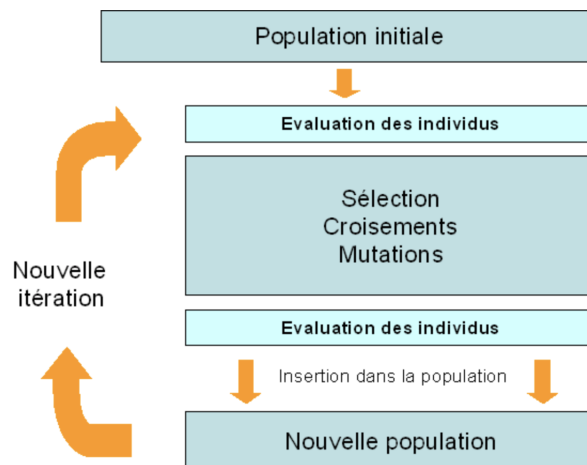 Population initiale
Evaluation des individus
Sélection
Croisements
Mutations
Nouvelle
itération
Evaluation des individus
Insertion dans la population
Nouvelle population